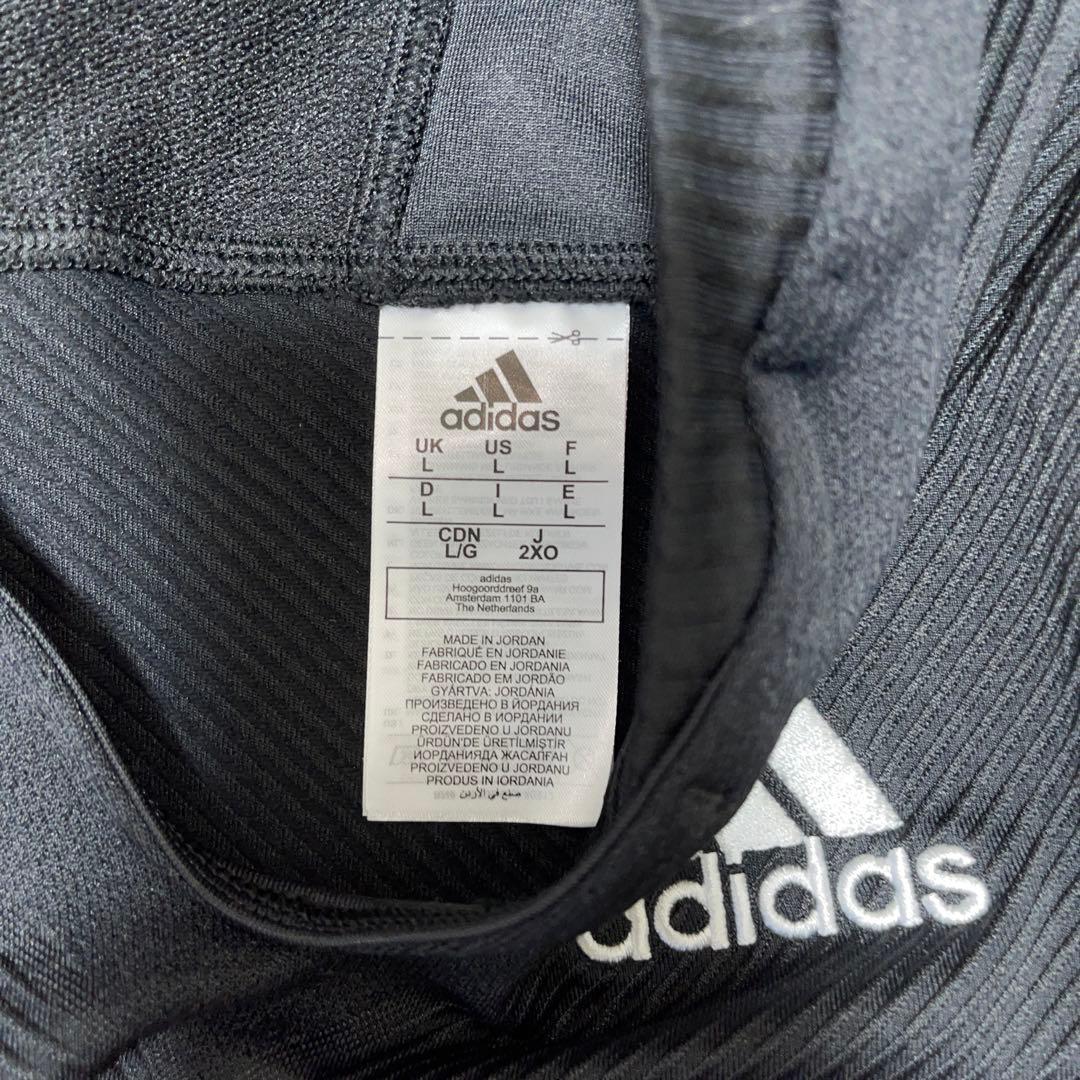 adidas
UK US F
L L L
D I E
L L L
CDN J
L/G 2XO
adidas
Hoogoorddreef 9a
Amsterdam 1101 BA
The Netherlands
MADE IN JORDAN
FABRIQUÉ EN JORDANIE
FABRICADO EN JORDANIA
FABRICADO EM JORDÃO
GYÁRTVA: JORDÁNIA
ПРОИЗВЕДЕНО В ЙОРДАНИЯ
СДЕЛАНО В ИОРДАНИИ
PROIZVEDENO U JORDANU
ÜRDÜN'DE ÜRETİLMİŞTİR
ИОРДАНИЯДА ЖАСАЛҒАН
PROIZVEDENO U JORDANU
PRODUS IN IORDANIA
صنع في الأردن
adidas